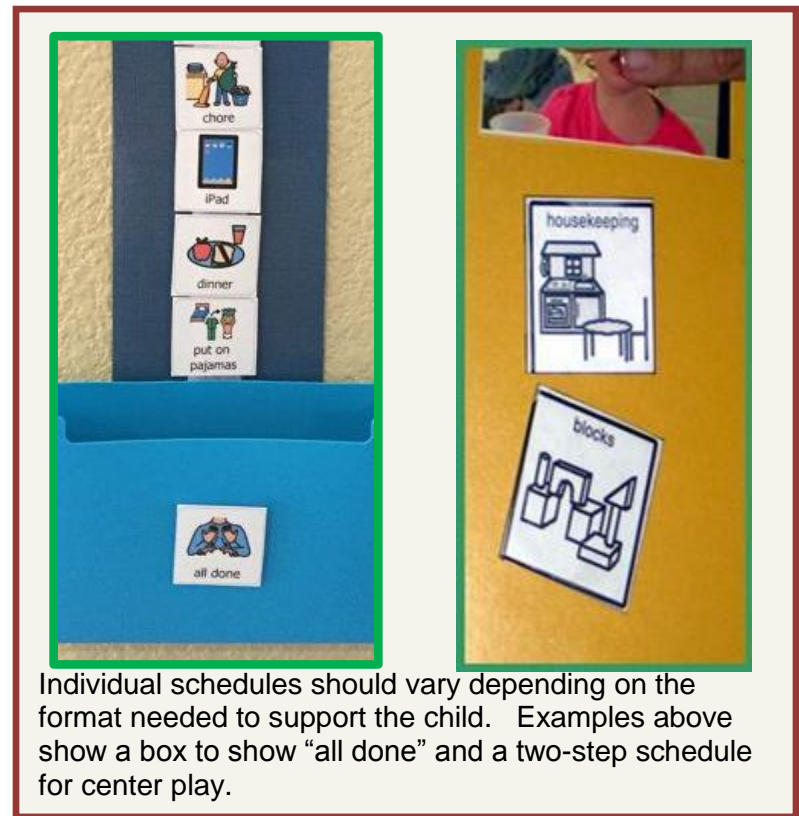 chore
iPad
dinner
put on
pajamas
all done
housekeeping
blocks
Individual schedules should vary depending on the
format needed to support the child.   Examples above
show a box to show “all done” and a two-step schedule
for center play.